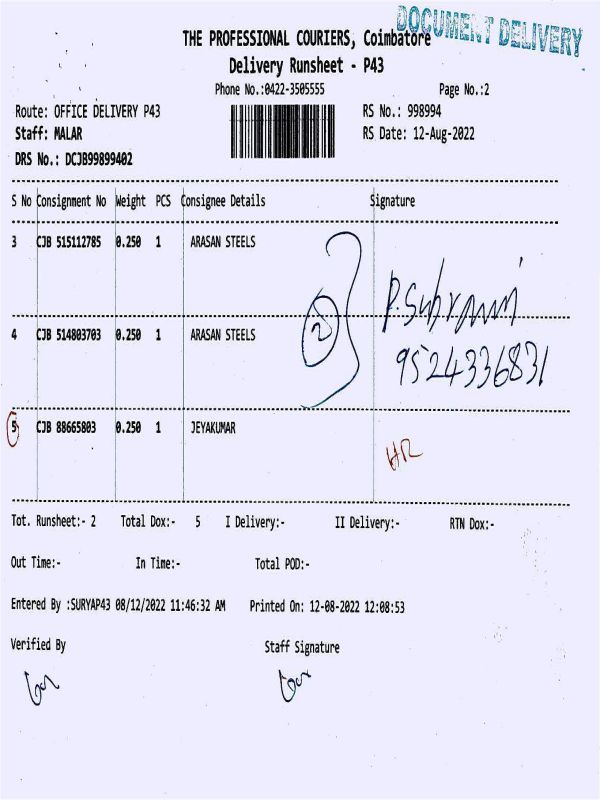 DOCUMENT DELIVERY
THE PROFESSIONAL COURIERS, Coimbatore
Delivery Runsheet - P43
Phone No.:0422-3505555 Page No.:2
Route: OFFICE DELIVERY P43 RS No.: 998994
Staff: MALAR RS Date: 12-Aug-2022
DRS No.: DCJB99899402
S No Consignment No Weight PCS Consignee Details Signature
3 CJB 515112785 0.250 1 ARASAN STEELS
2
P. Subramani
4 CJB 514803703 0.250 1 ARASAN STEELS
9524336831
5 CJB 88665803 0.250 1 JEYAKUMAR
HR
Tot. Runsheet:- 2 Total Dox:- 5 I Delivery:- II Delivery:- RTN Dox:-
Out Time:- In Time:- Total POD:-
Entered By :SURYAP43 08/12/2022 11:46:32 AM Printed On: 12-08-2022 12:08:53
Verified By Staff Signature